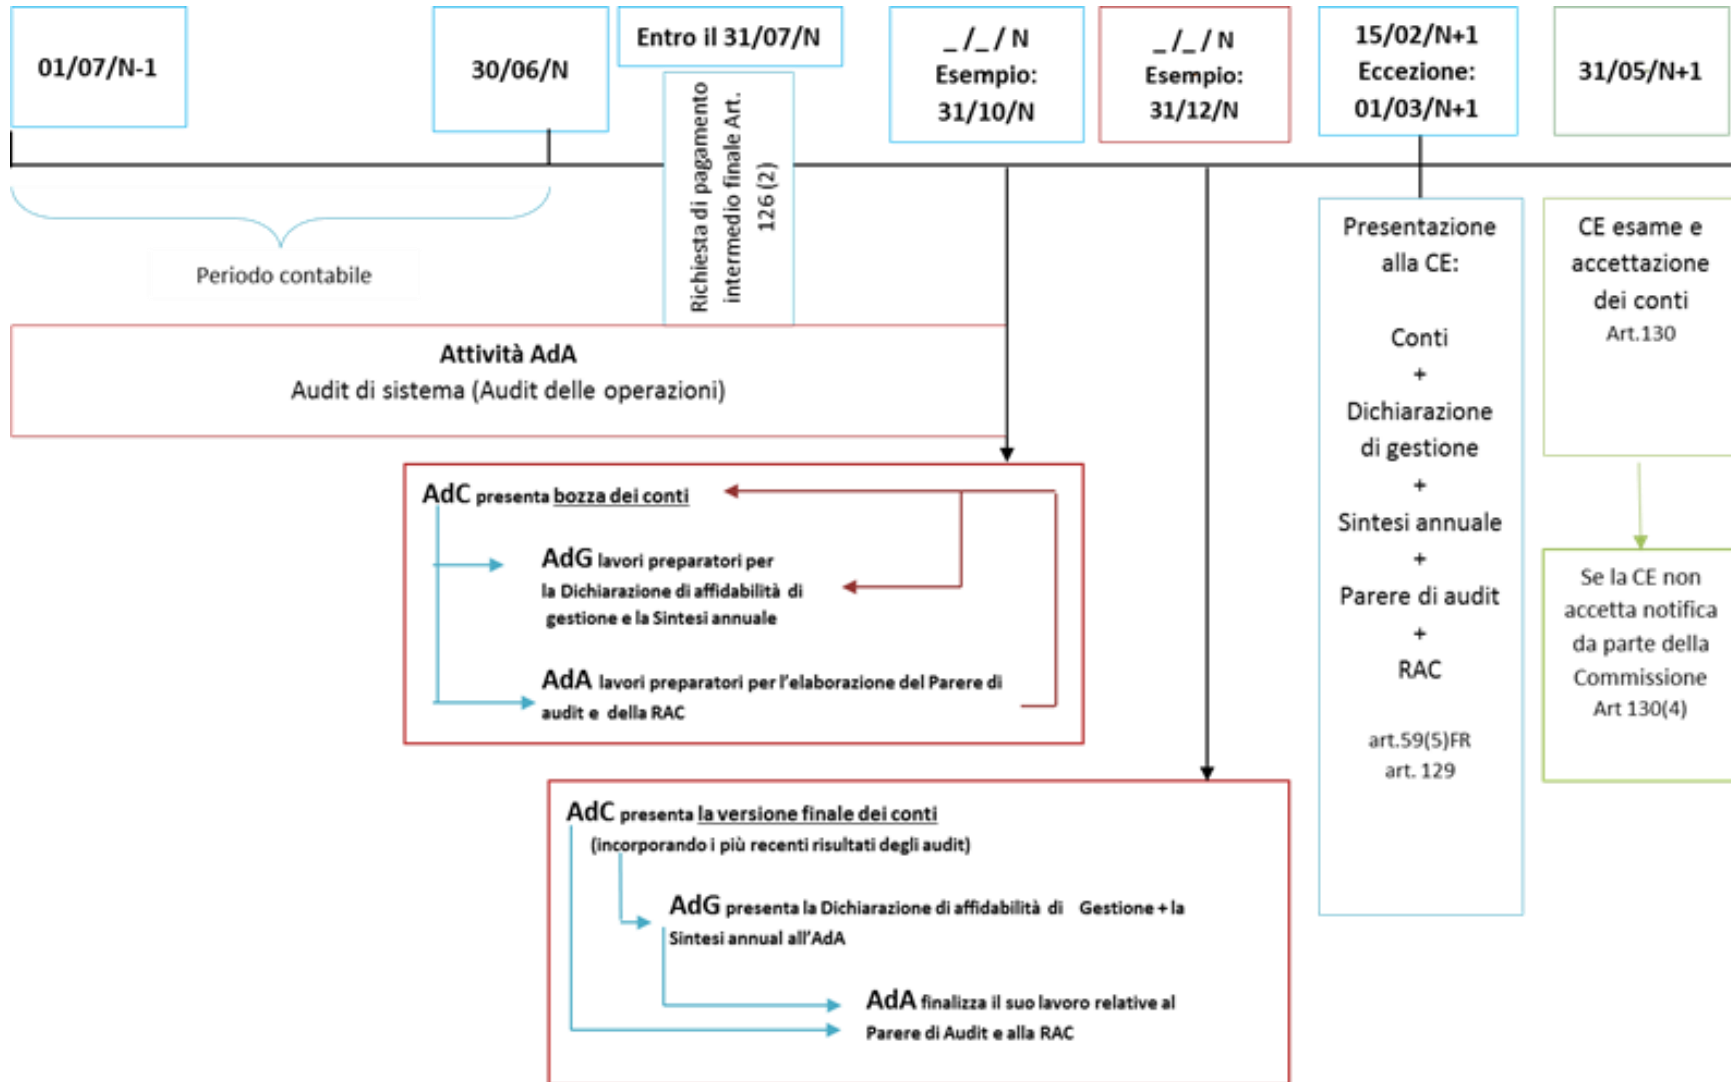 01/07/N-1
30/06/N
Entro il 31/07/N
_ /_ / N
Esempio:
31/10/N
_ /_ / N
Esempio:
31/12/N
15/02/N+1
Eccezione:
01/03/N+1
31/05/N+1
Richiesta di pagamento
intermedio finale Art.
126 (2)
Periodo contabile
Attività AdA
Audit di sistema (Audit delle operazioni)
AdC presenta bozza dei conti
AdG lavori preparatori per
la Dichiarazione di affidabilità di
gestione e la Sintesi annuale
AdA lavori preparatori per l'elaborazione del Parere di
audit e della RAC
AdC presenta la versione finale dei conti
(incorporando i più recenti risultati degli audit)
AdG presenta la Dichiarazione di affidabilità di Gestione + la
Sintesi annual all'AdA
AdA finalizza il suo lavoro relative al
Parere di Audit e alla RAC
Presentazione
alla CE:
Conti
+
Dichiarazione
di gestione
+
Sintesi annuale
+
Parere di audit
+
RAC
art.59(5)FR
art. 129
CE esame e
accettazione
dei conti
Art.130
Se la CE non
accetta notifica
da parte della
Commissione
Art 130(4)